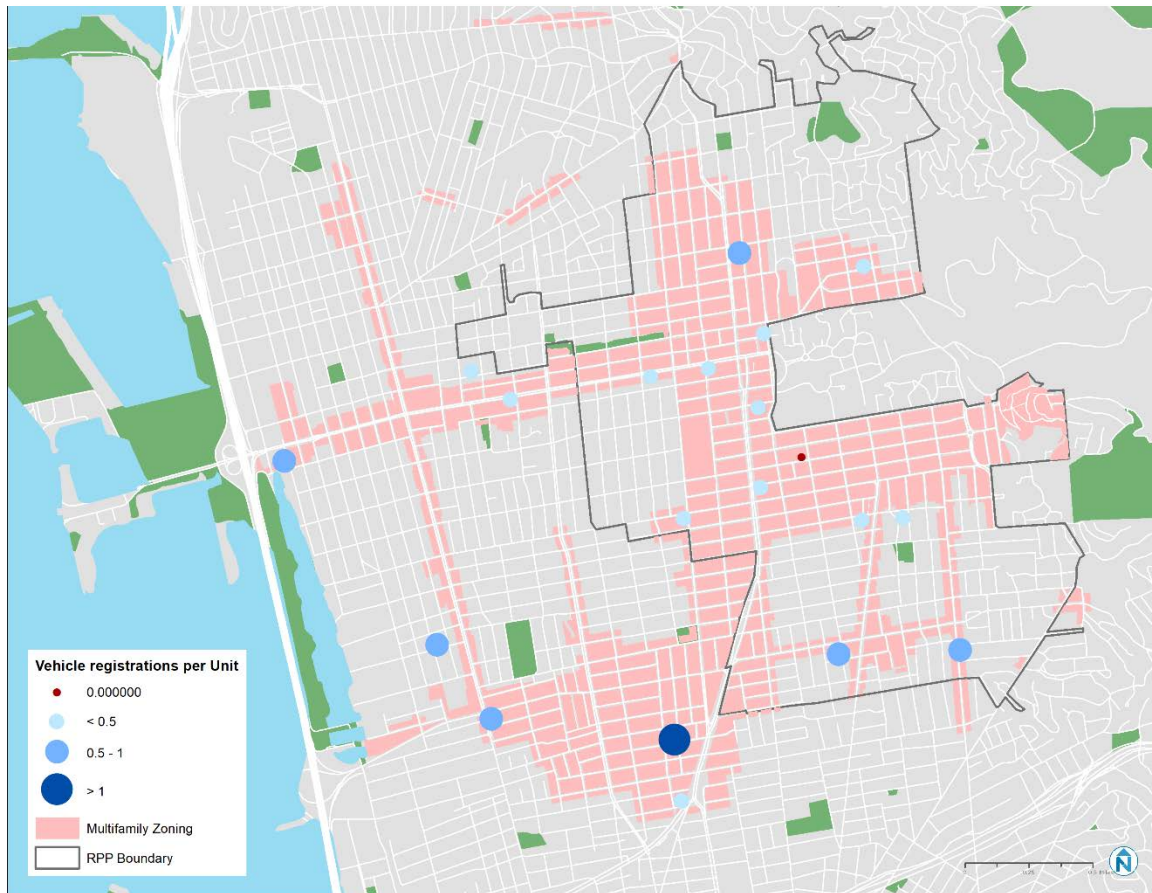 Vehicle registrations per Unit
0.000000
< 0.5
0.5 - 1
> 1
Multifamily Zoning
RPP Boundary
N